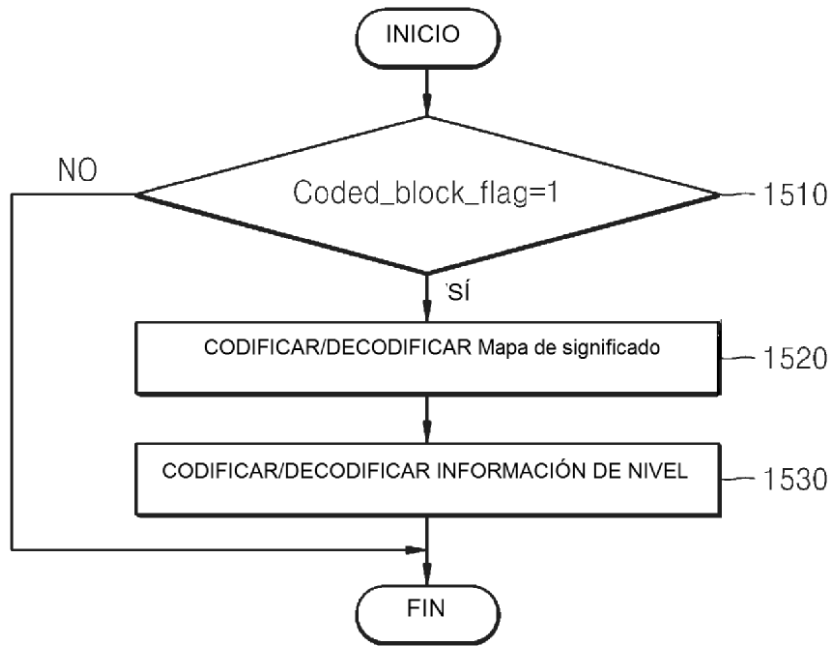 INICIO
NO
Coded_block_flag=1
1510
SÍ
CODIFICAR/DECODIFICAR Mapa de significado
1520
CODIFICAR/DECODIFICAR INFORMACIÓN DE NIVEL
1530
FIN